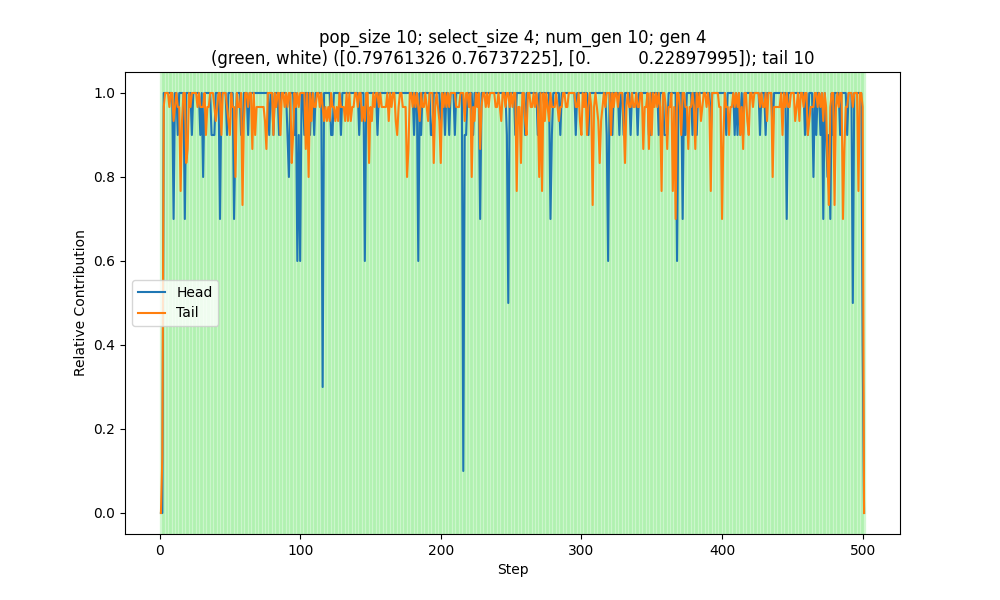 pop_size 10; select_size 4; num_gen 10; gen 4
(green, white) ([0.79761326 0.76737225], [0.         0.22897995]); tail 10
1.0
0.8
0.6
0.4
0.2
0.0
Relative Contribution
Head
Tail
0 100 200 300 400 500
Step